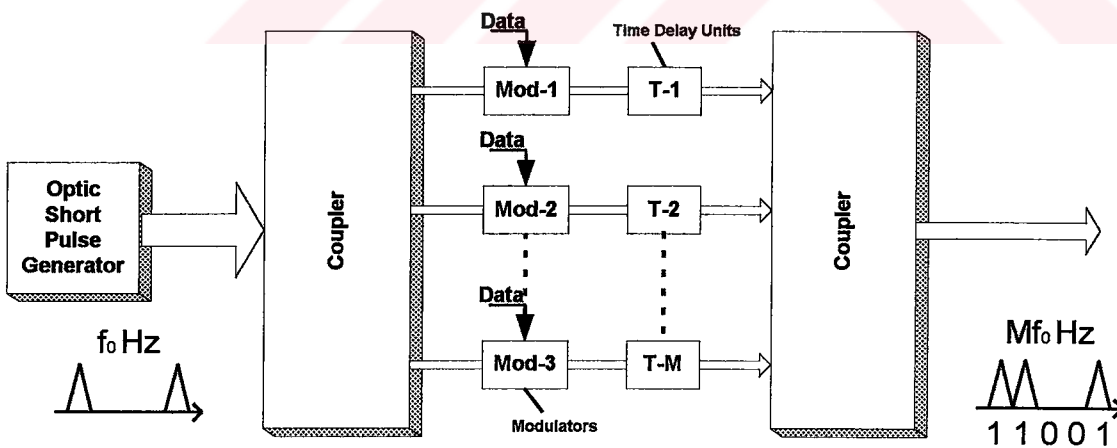 Data
Time Delay Units
Mod-1
T-1
Data
Optic
Short
Pulse
Generator
Coupler
Mod-2
T-2
Coupler
Data
f₀ Hz
Mod-3
T-M
Mf₀ Hz
Modulators
1 1 0 0 1